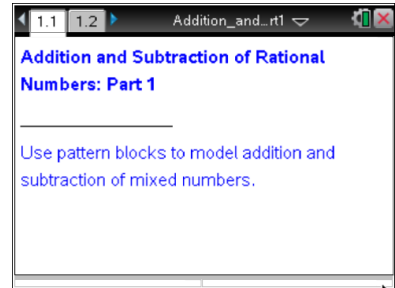 1.1 1.2 Addition_and...rt1
Addition and Subtraction of Rational
Numbers: Part 1
Use pattern blocks to model addition and
subtraction of mixed numbers.